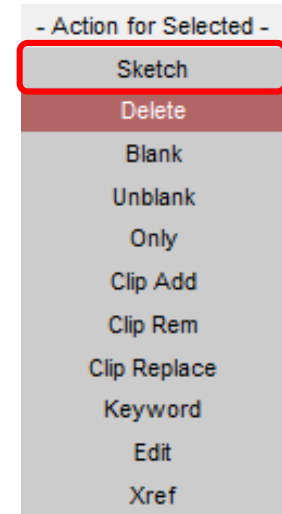 - Action for Selected -
Sketch
Delete
Blank
Unblank
Only
Clip Add
Clip Rem
Clip Replace
Keyword
Edit
Xref